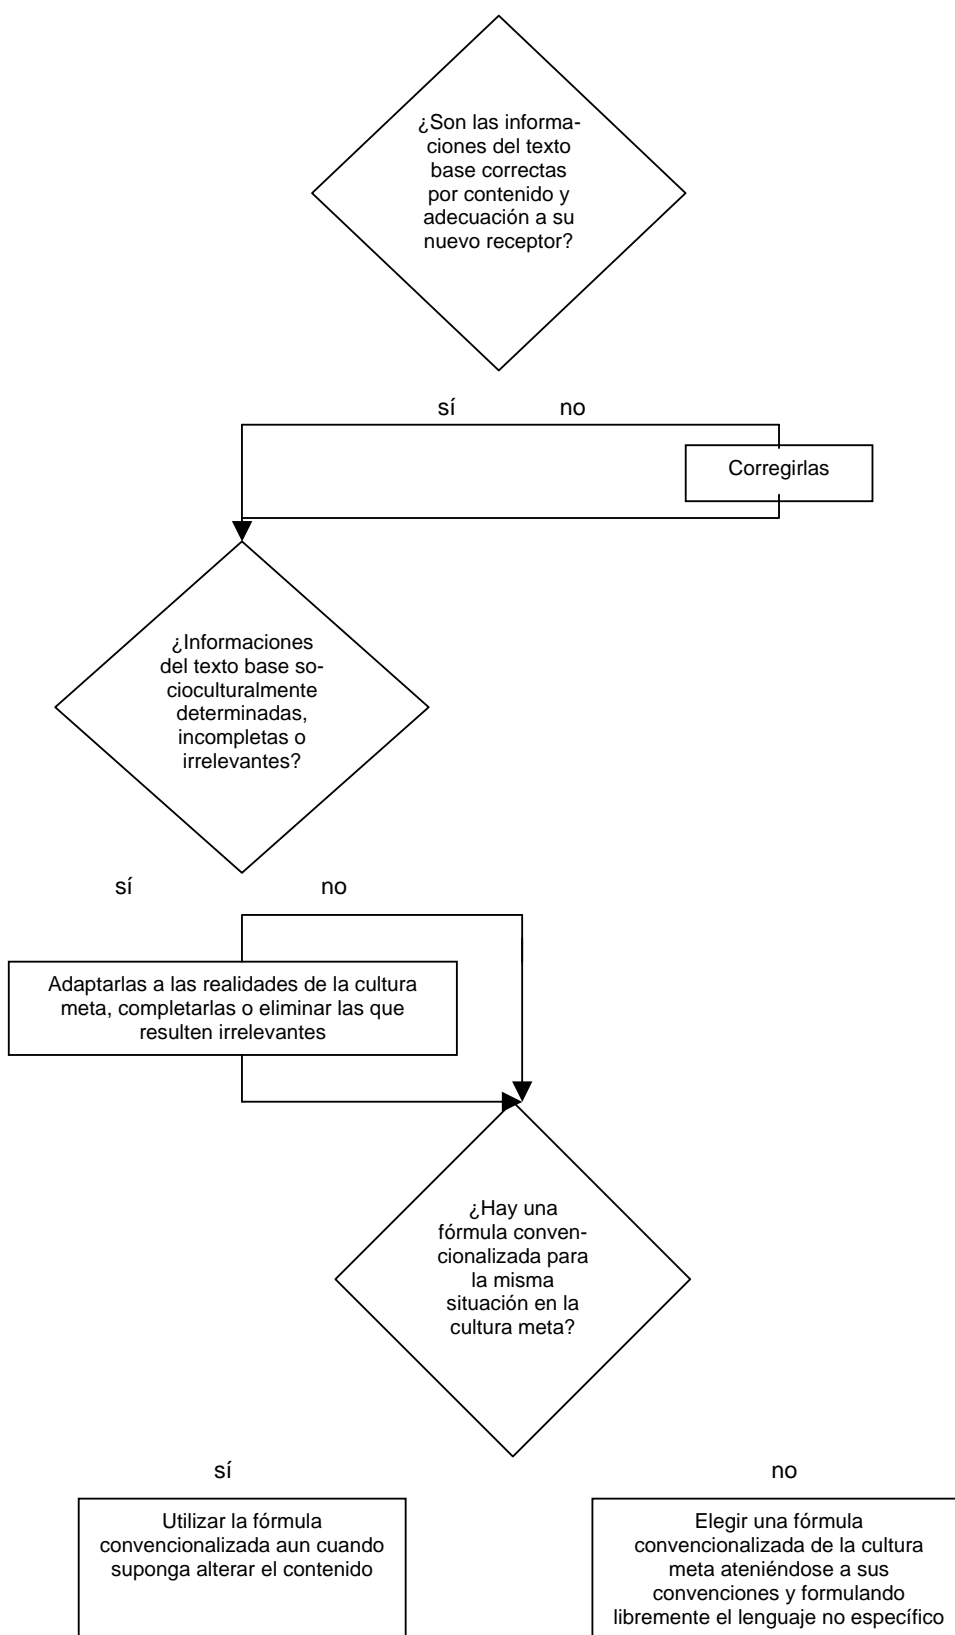 ¿Son las informa-
ciones del texto
base correctas
por contenido y
adecuación a su
nuevo receptor?
sí no
Corregirlas
¿Informaciones
del texto base so-
cioculturalmente
determinadas,
incompletas o
irrelevantes?
sí no
Adaptarlas a las realidades de la cultura
meta, completarlas o eliminar las que
resulten irrelevantes
¿Hay una
fórmula conven-
cionalizada para
la misma
situación en la
cultura meta?
sí no
Utilizar la fórmula
convencionalizada aun cuando
suponga alterar el contenido
Elegir una fórmula
convencionalizada de la cultura
meta ateniéndose a sus
convenciones y formulando
libremente el lenguaje no específico